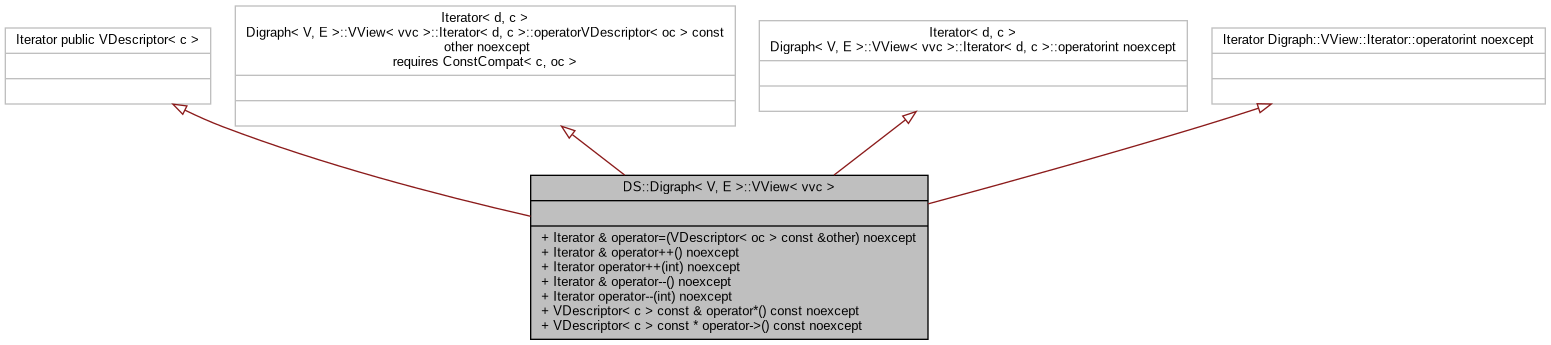 Iterator public VDescriptor< c >
Iterator< d, c >
Digraph< V, E >::VView< vvc >::Iterator< d, c >::operatorVDescriptor< oc > const
other noexcept
requires ConstCompat< c, oc >
Iterator< d, c >
Digraph< V, E >::VView< vvc >::Iterator< d, c >::operatorint noexcept
Iterator Digraph::VView::Iterator::operatorint noexcept
DS::Digraph< V, E >::VView< vvc >
+ Iterator & operator=(VDescriptor< oc > const &other) noexcept
+ Iterator & operator++() noexcept
+ Iterator operator++(int) noexcept
+ Iterator & operator--() noexcept
+ Iterator operator--(int) noexcept
+ VDescriptor< c > const & operator*() const noexcept
+ VDescriptor< c > const * operator->() const noexcept